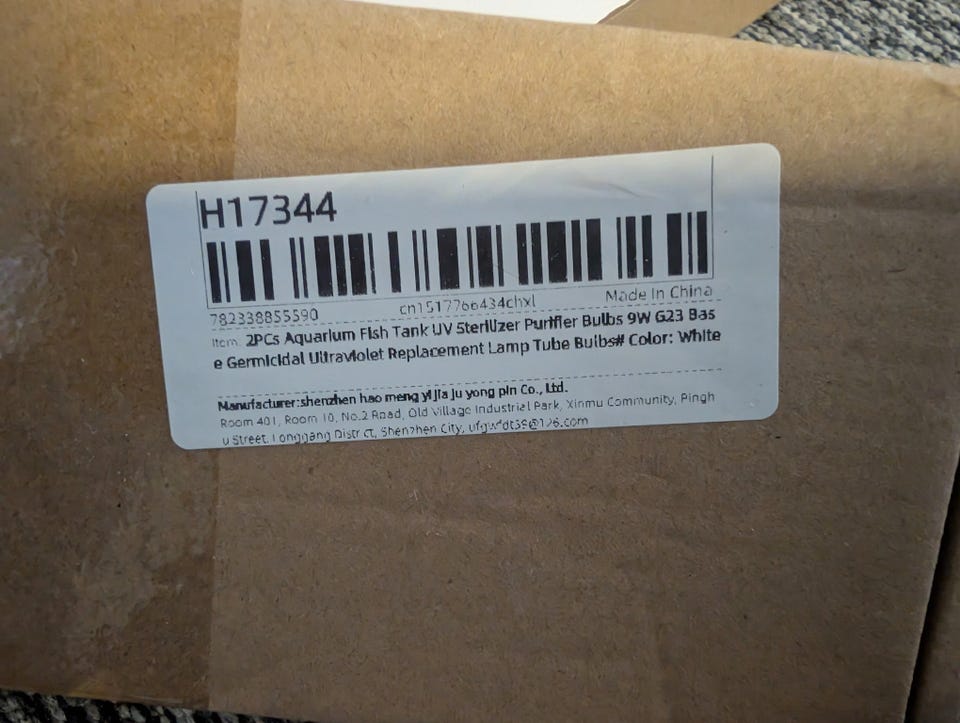 H17344
782338855590 cn1517766434chxl Made In China
Item: 2PCs Aquarium Fish Tank UV Sterilizer Purifier Bulbs 9W G23 Bas
e Germicidal Ultraviolet Replacement Lamp Tube Bulbs# Color: White
Manufacturer:shenzhen hao meng yi jia ju yong pin Co., Ltd.
Room 401, Room 10, No.2 Road, Old Village Industrial Park, Xinmu Community, Pingh
u Street, Longgang District, Shenzhen City,